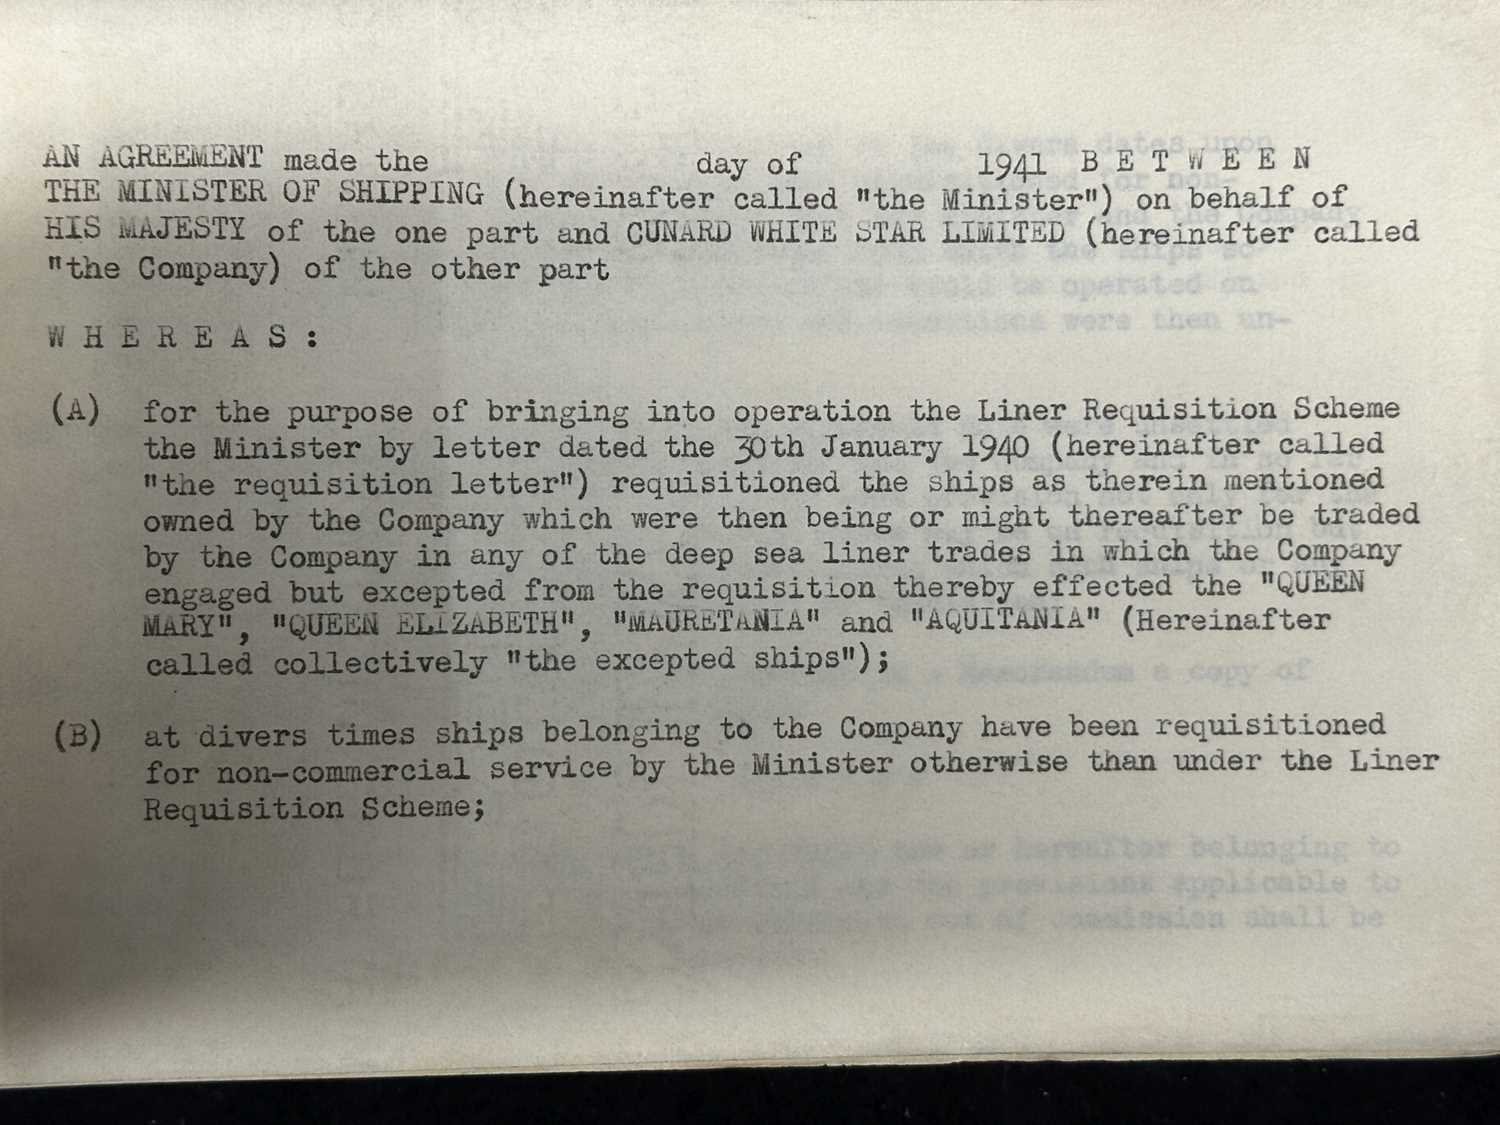 AN AGREEMENT made the day of 1941 B E T W E E N
THE MINISTER OF SHIPPING (hereinafter called "the Minister") on behalf of
HIS MAJESTY of the one part and CUNARD WHITE STAR LIMITED (hereinafter called
"the Company) of the other part
W H E R E A S :
(A) for the purpose of bringing into operation the Liner Requisition Scheme
the Minister by letter dated the 30th January 1940 (hereinafter called
"the requisition letter") requisitioned the ships as therein mentioned
owned by the Company which were then being or might thereafter be traded
by the Company in any of the deep sea liner trades in which the Company
engaged but excepted from the requisition thereby effected the "QUEEN
MARY", "QUEEN ELIZABETH", "MAURETANIA" and "AQUITANIA" (Hereinafter
called collectively "the excepted ships");
(B) at divers times ships belonging to the Company have been requisitioned
for non-commercial service by the Minister otherwise than under the Liner
Requisition Scheme;